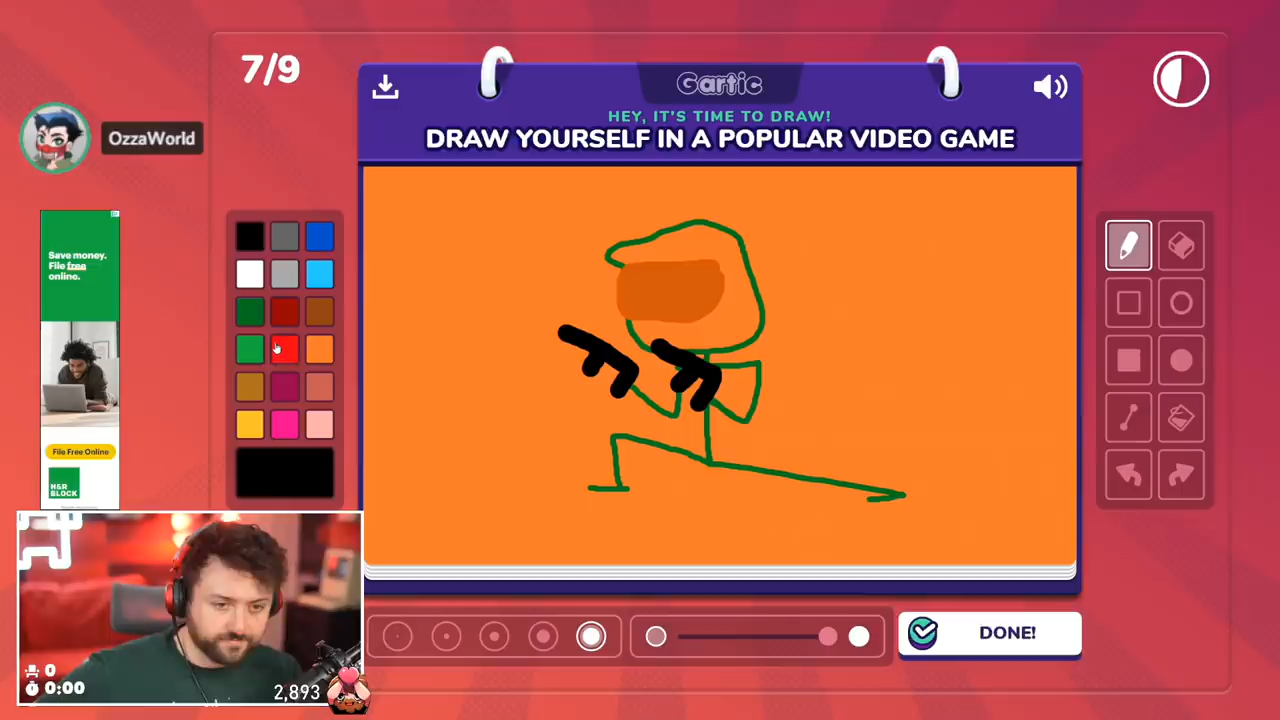 7/9
Gartic
HEY, IT'S TIME TO DRAW!
DRAW YOURSELF IN A POPULAR VIDEO GAME
OzzaWorld
Save money.
File free
online.
File Free Online
H&R
BLOCK
DONE!
0
0:00
2,893